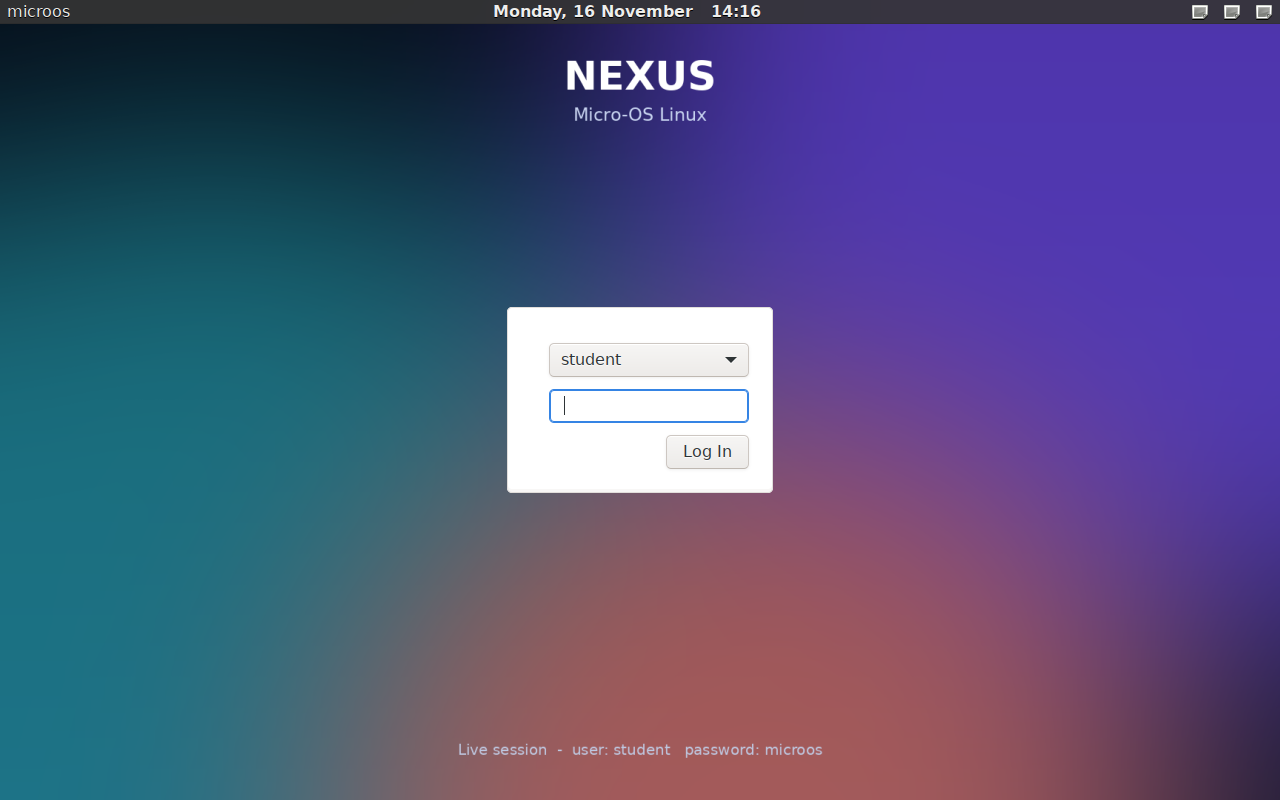 microos
Monday, 16 November 14:16
NEXUS
Micro-OS Linux
student
Log In
Live session - user: student password: microos